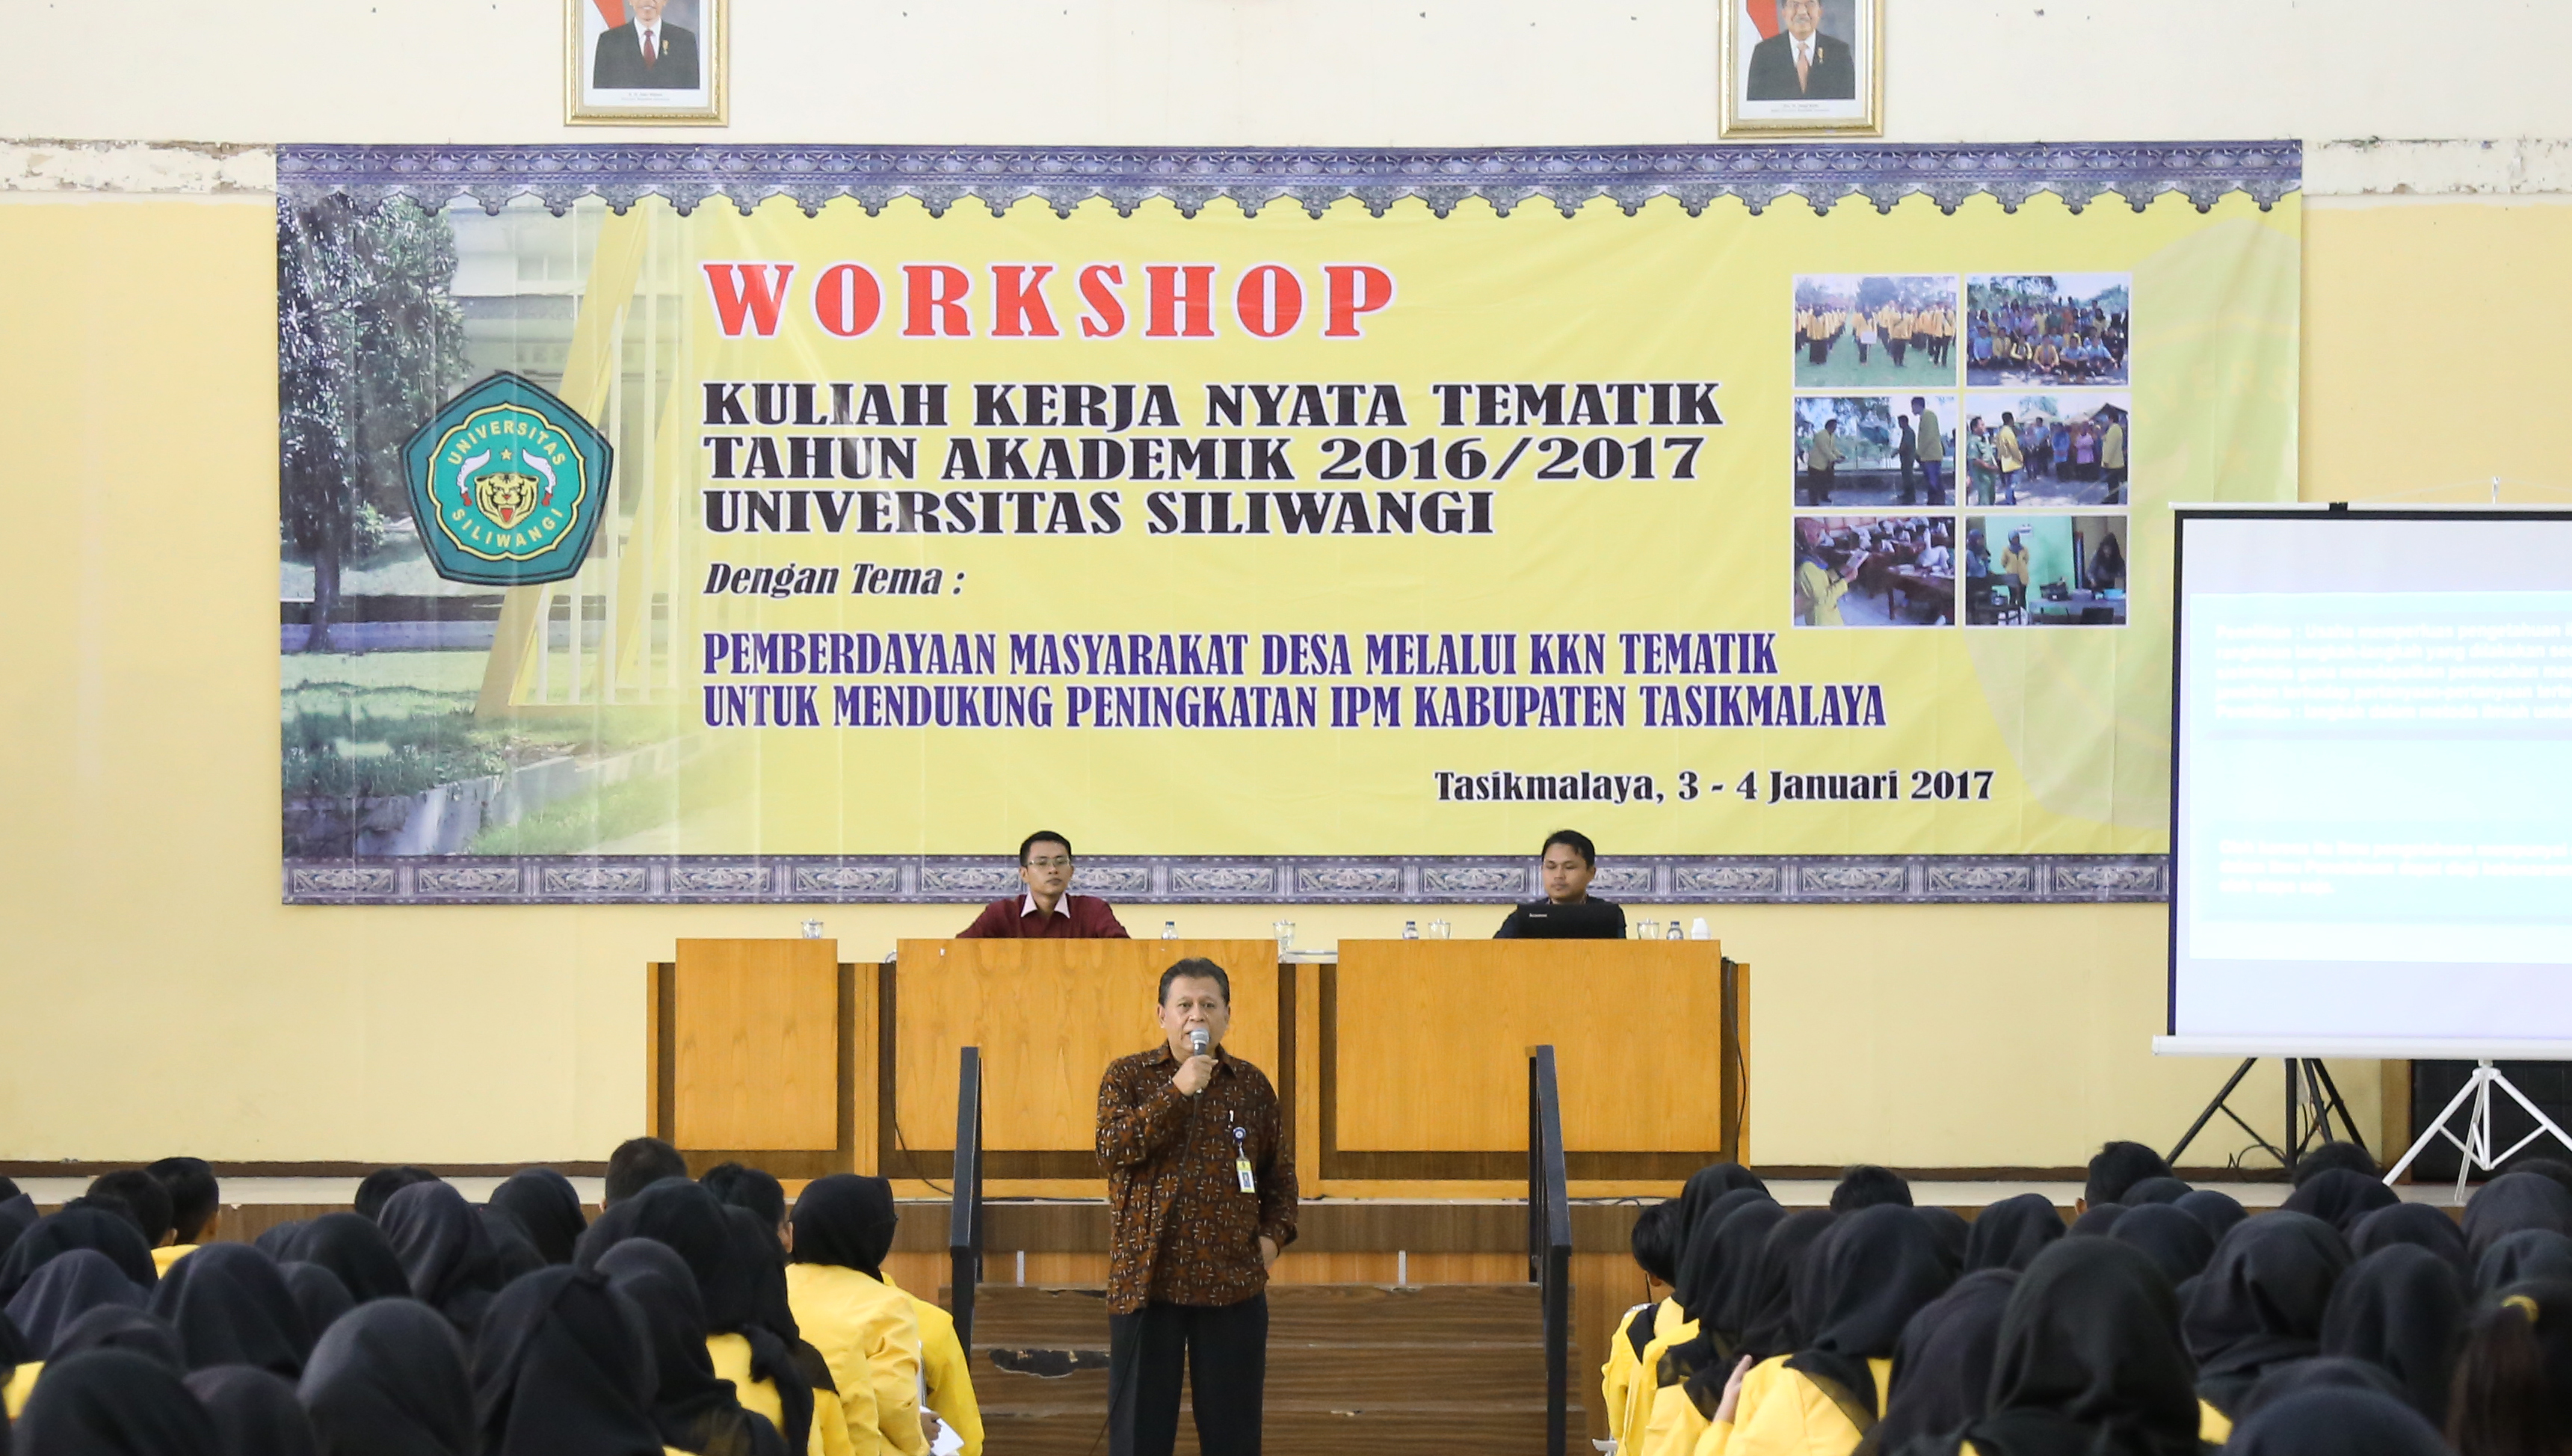 WORKSHOP
KULIAH KERJA NYATA TEMATIK
TAHUN AKADEMIK 2016/2017
UNIVERSITAS SILIWANGI
UNIVERSITAS
SILIWANGI
Dengan Tema :
PEMBERDAYAAN MASYARAKAT DESA MELALUI KKN TEMATIK
UNTUK MENDUKUNG PENINGKATAN IPM KABUPATEN TASIKMALAYA
Tasikmalaya, 3 - 4 Januari 2017